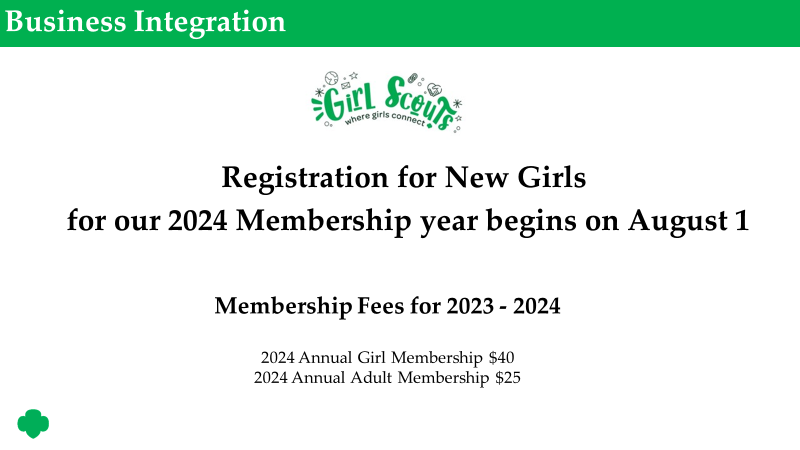 Business Integration
Girl Scouts
where girls connect
Registration for New Girls
for our 2024 Membership year begins on August 1
Membership Fees for 2023 - 2024
2024 Annual Girl Membership $40
2024 Annual Adult Membership $25